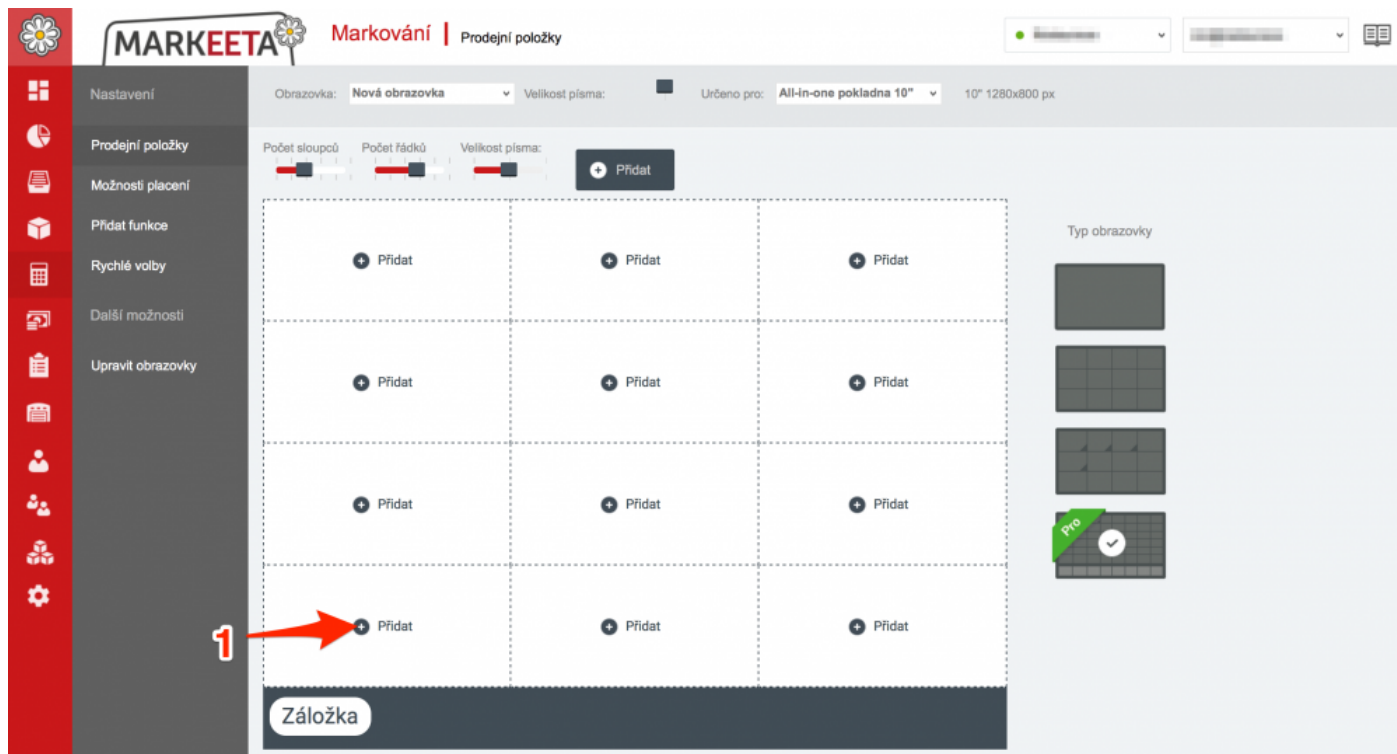 MARKEETA
Markování
Prodejní položky
Nastavení
Obrazovka:
Nová obrazovka
Velikost písma:
Určeno pro:
All-in-one pokladna 10"
10" 1280x800 px
Prodejní položky
Možnosti placení
Přidat funkce
Rychlé volby
Další možnosti
Upravit obrazovky
Počet sloupců
Počet řádků
Velikost písma:
Přidat
Přidat
Přidat
Přidat
Přidat
Přidat
Přidat
Přidat
Přidat
Přidat
1
Přidat
Přidat
Přidat
Záložka
Typ obrazovky
Pro